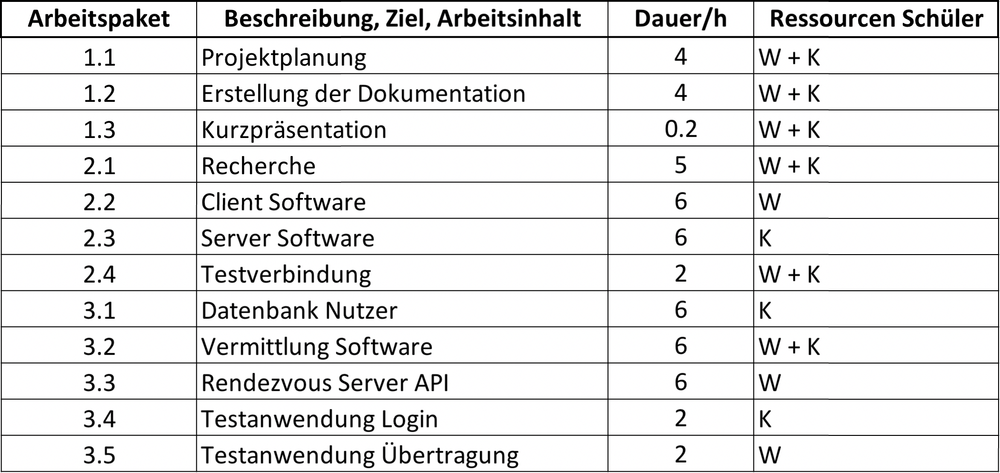 Arbeitspaket Beschreibung, Ziel, Arbeitsinhalt Dauer/h Ressourcen Schüler
1.1 Projektplanung 4 W + K
1.2 Erstellung der Dokumentation 4 W + K
1.3 Kurzpräsentation 0.2 W + K
2.1 Recherche 5 W + K
2.2 Client Software 6 W
2.3 Server Software 6 K
2.4 Testverbindung 2 W + K
3.1 Datenbank Nutzer 6 K
3.2 Vermittlung Software 6 W + K
3.3 Rendezvous Server API 6 W
3.4 Testanwendung Login 2 K
3.5 Testanwendung Übertragung 2 W